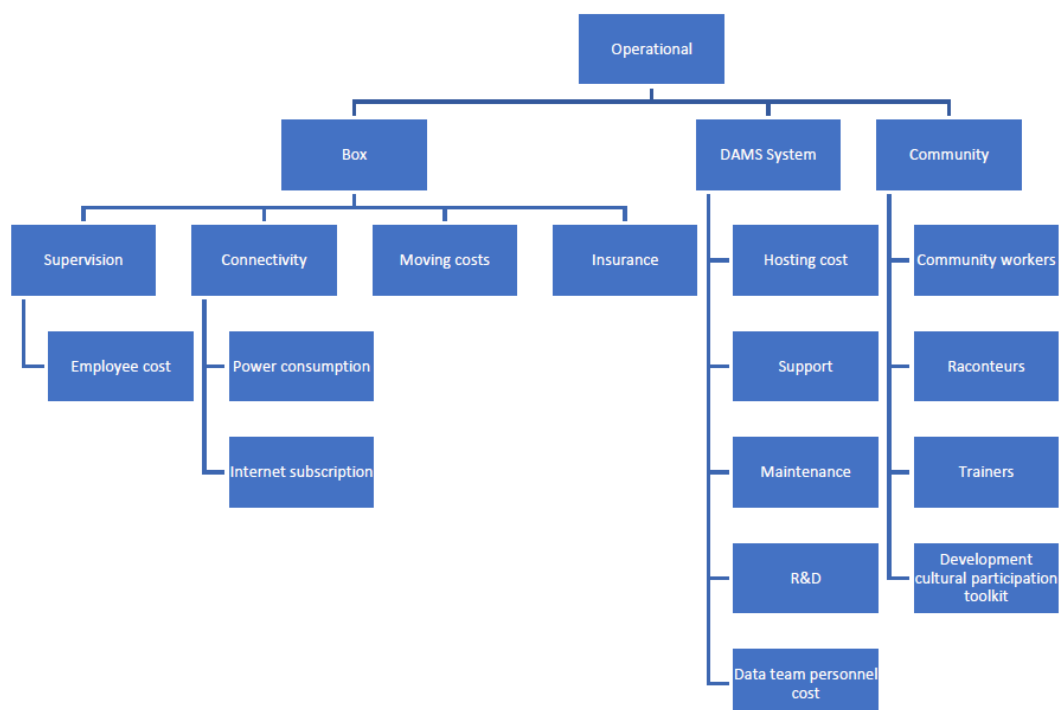 Operational
Box
DAMS System
Community
Supervision
Connectivity
Moving costs
Insurance
Hosting cost
Community workers
Employee cost
Power consumption
Support
Raconteurs
Internet subscription
Maintenance
Trainers
R&D
Development
cultural participation
toolkit
Data team personnel
cost